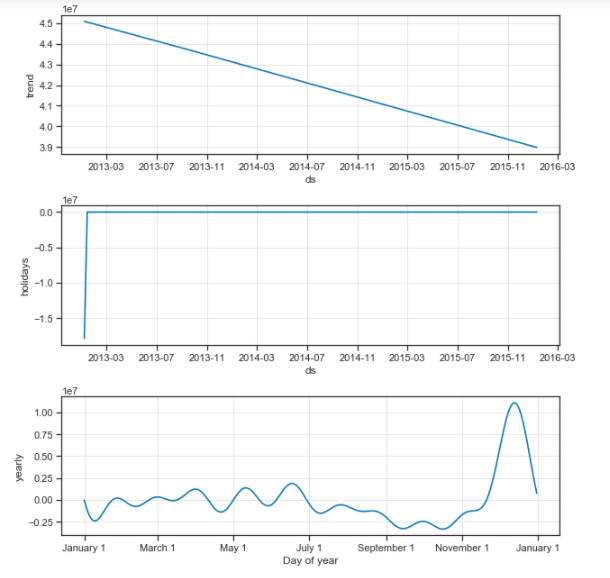 1e7
4.5
4.4
4.3
4.2
4.1
4.0
3.9
trend
2013-03 2013-07 2013-11 2014-03 2014-07 2014-11 2015-03 2015-07 2015-11 2016-03
ds
1e7
0.0
−0.5
−1.0
−1.5
holidays
2013-03 2013-07 2013-11 2014-03 2014-07 2014-11 2015-03 2015-07 2015-11 2016-03
ds
1e7
1.00
0.75
0.50
0.25
0.00
−0.25
yearly
January 1 March 1 May 1 July 1 September 1 November 1 January 1
Day of year